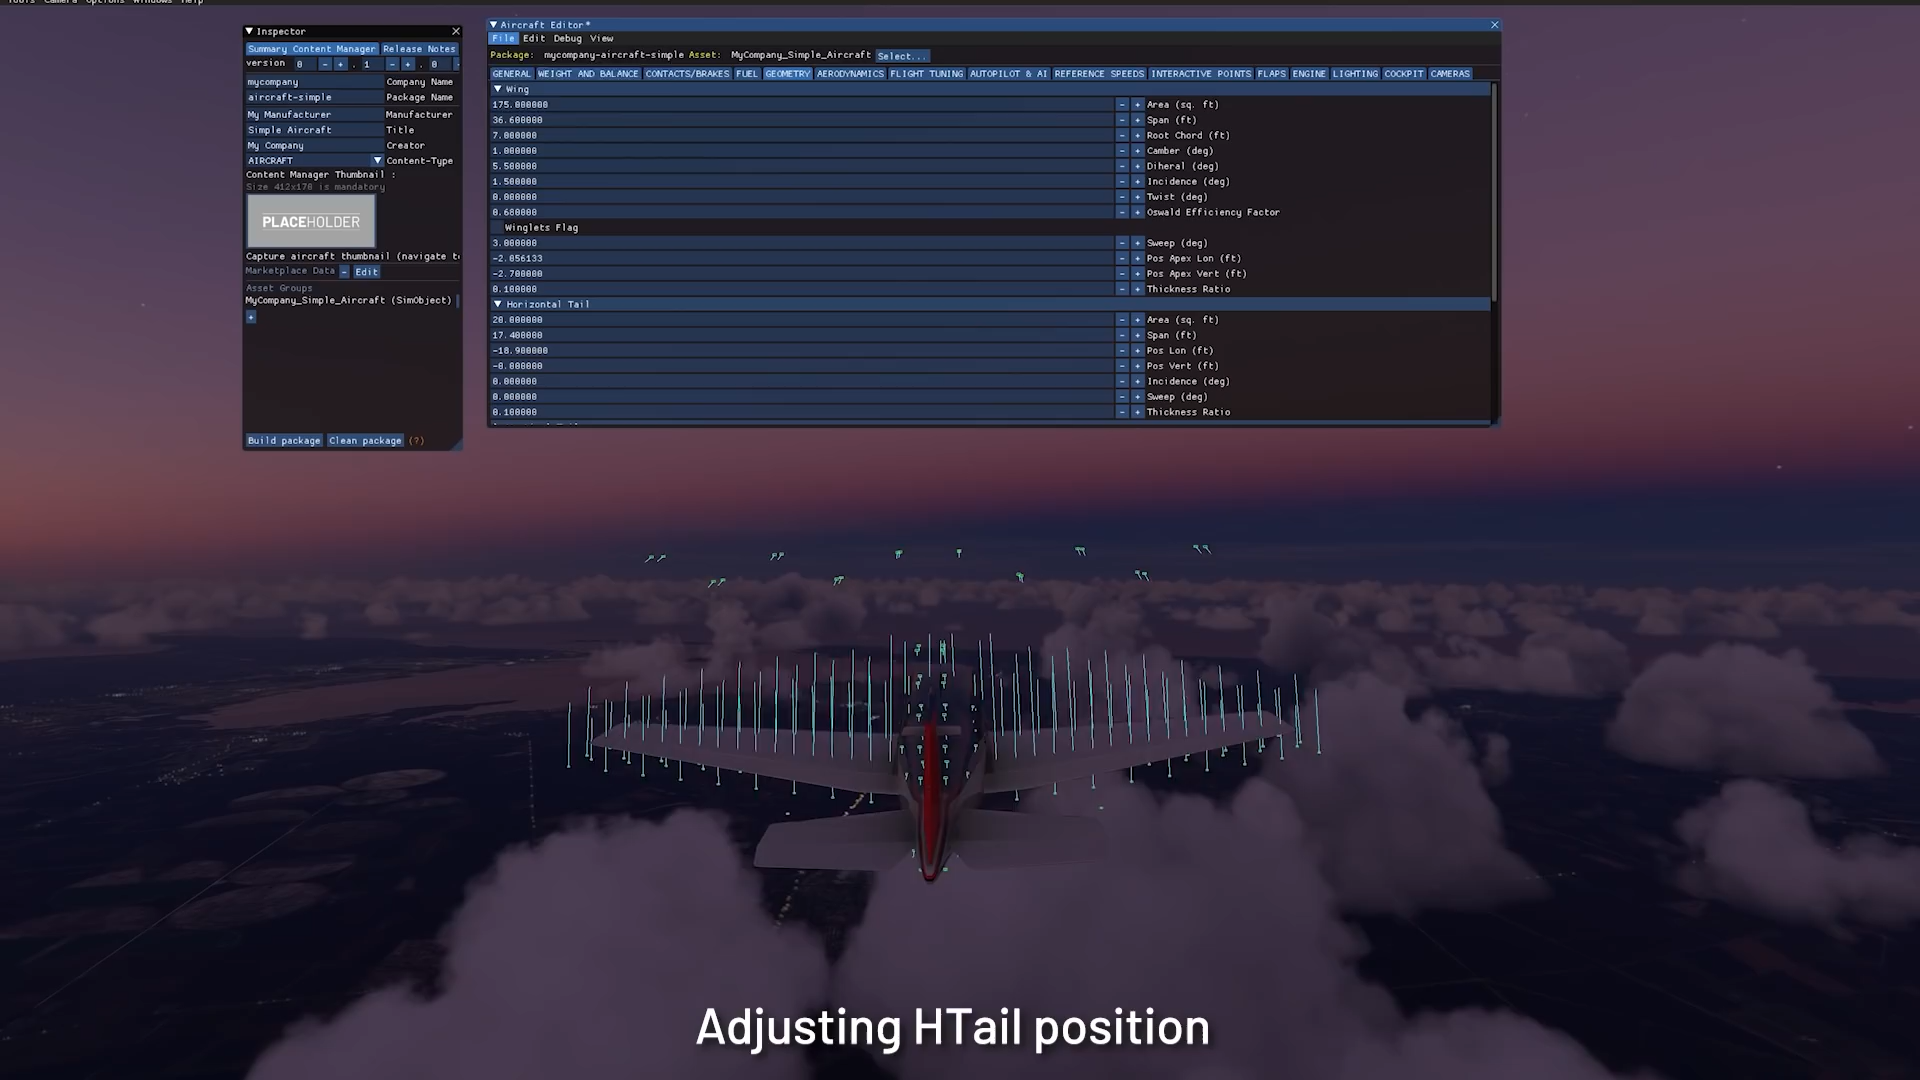 Tools Camera Options Windows Help
Inspector
Summary Content Manager Release Notes
version 0 - + . 1 - + . 0 -
mycompany Company Name
aircraft-simple Package Name
My Manufacturer Manufacturer
Simple Aircraft Title
My Company Creator
AIRCRAFT Content-Type
Content Manager Thumbnail :
Size 412x170 is mandatory
PLACEHOLDER
Capture aircraft thumbnail (navigate t
Marketplace Data - Edit
Asset Groups
MyCompany_Simple_Aircraft (SimObject)
+
Build package Clean package (?)
Aircraft Editor*
File Edit Debug View
Package: mycompany-aircraft-simple Asset: MyCompany_Simple_Aircraft Select...
GENERAL WEIGHT AND BALANCE CONTACTS/BRAKES FUEL GEOMETRY AERODYNAMICS FLIGHT TUNING AUTOPILOT & AI REFERENCE SPEEDS INTERACTIVE POINTS FLAPS ENGINE LIGHTING COCKPIT CAMERAS
Wing
175.000000 - + Area (sq. ft)
36.600000 - + Span (ft)
7.000000 - + Root Chord (ft)
1.000000 - + Camber (deg)
5.500000 - + Diheral (deg)
1.500000 - + Incidence (deg)
0.000000 - + Twist (deg)
0.680000 - + Oswald Efficiency Factor
Winglets Flag
3.000000 - + Sweep (deg)
-2.056133 - + Pos Apex Lon (ft)
-2.700000 - + Pos Apex Vert (ft)
0.100000 - + Thickness Ratio
Horizontal Tail
20.000000 - + Area (sq. ft)
17.400000 - + Span (ft)
-18.900000 - + Pos Lon (ft)
-0.800000 - + Pos Vert (ft)
0.000000 - + Incidence (deg)
0.000000 - + Sweep (deg)
0.100000 - + Thickness Ratio
Adjusting HTail position